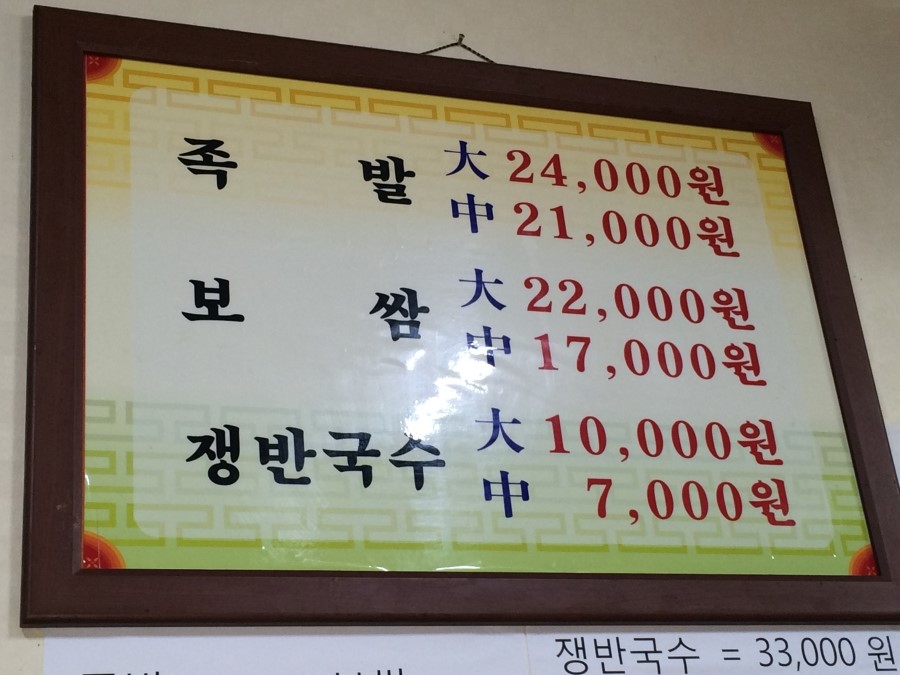 족 발 大 24,000원
中 21,000원
보 쌈 大 22,000원
中 17,000원
쟁반국수 大 10,000원
中 7,000원
쟁반국수 = 33,000 원